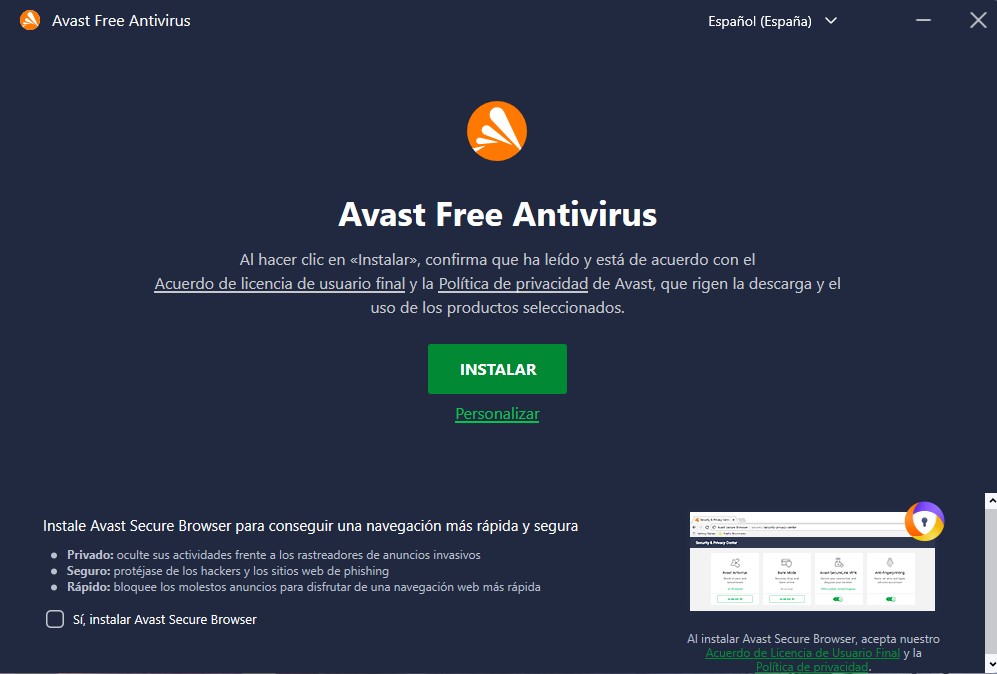 Avast Free Antivirus
Español (España)
Avast Free Antivirus
Al hacer clic en «Instalar», confirma que ha leído y está de acuerdo con el
Acuerdo de licencia de usuario final y la Política de privacidad de Avast, que rigen la descarga y el
uso de los productos seleccionados.
INSTALAR
Personalizar
Instale Avast Secure Browser para conseguir una navegación más rápida y segura
Privado: oculte sus actividades frente a los rastreadores de anuncios invasivos
Seguro: protéjase de los hackers y los sitios web de phishing
Rápido: bloquee los molestos anuncios para disfrutar de una navegación web más rápida
Sí, instalar Avast Secure Browser
Security & Privacy Center
Al instalar Avast Secure Browser, acepta nuestro
Acuerdo de Licencia de Usuario Final y la
Política de privacidad.